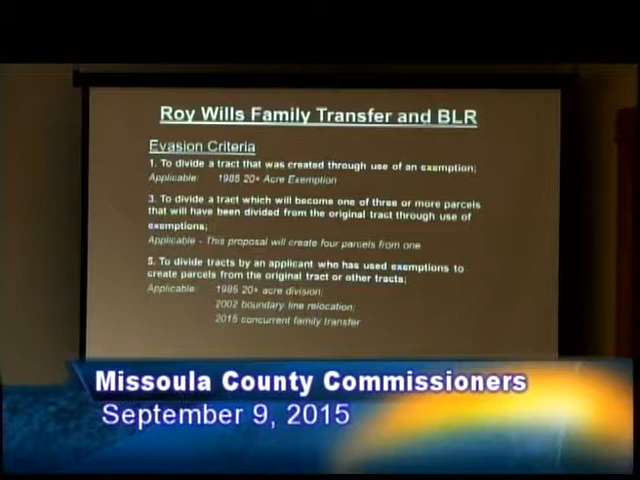 Roy Wills Family Transfer and BLR
Evasion Criteria
1. To divide a tract that was created through use of an exemption;
Applicable: 1985 20+ Acre Exemption
3. To divide a tract which will become one of three or more parcels
that will have been divided from the original tract through use of
exemptions;
Applicable - This proposal will create four parcels from one
5. To divide tracts by an applicant who has used exemptions to
create parcels from the original tract or other tracts;
Applicable: 1985 20+ acre division;
2002 boundary line relocation;
2015 concurrent family transfer
Missoula County Commissioners
September 9, 2015